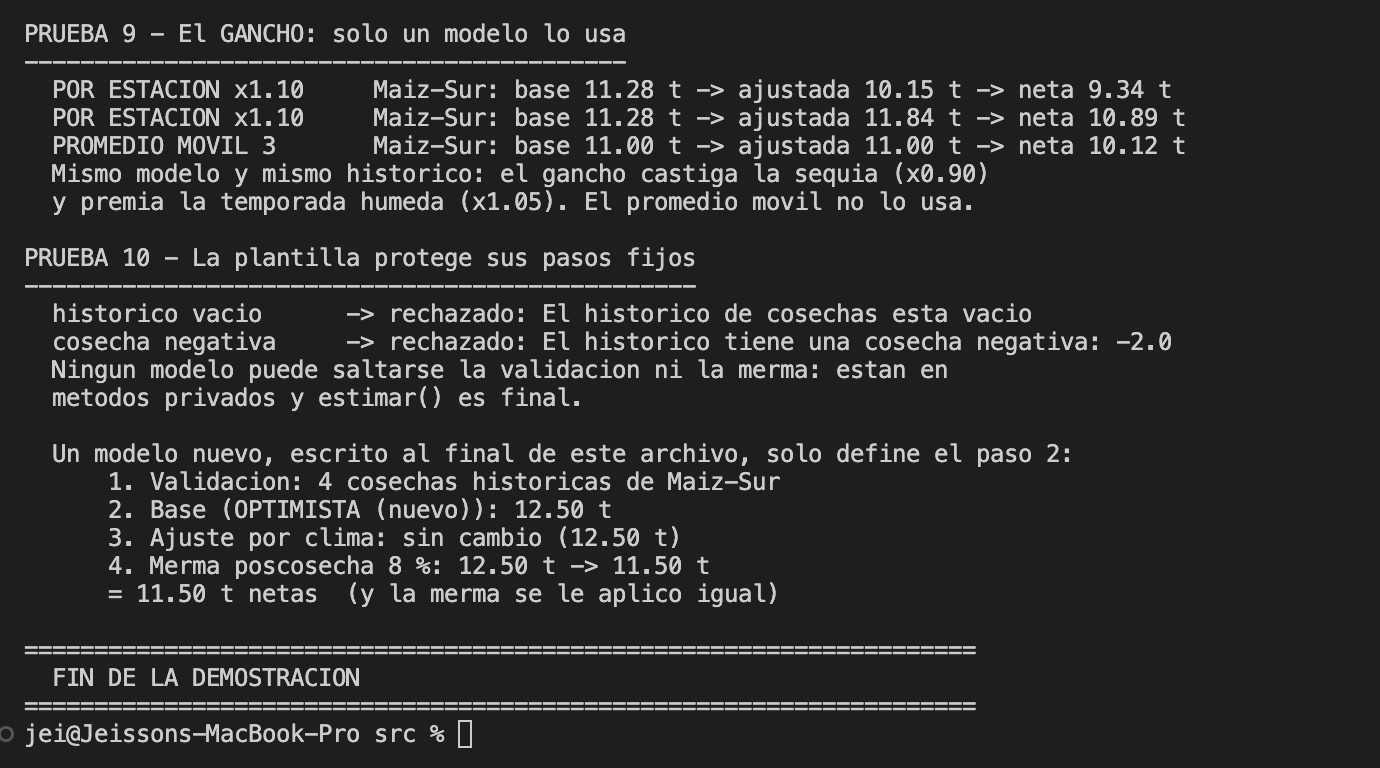 PRUEBA 9 - El GANCHO: solo un modelo lo usa
-------------------------------------------
POR ESTACION x1.10     Maiz-Sur: base 11.28 t -> ajustada 10.15 t -> neta 9.34 t
POR ESTACION x1.10     Maiz-Sur: base 11.28 t -> ajustada 11.84 t -> neta 10.89 t
PROMEDIO MOVIL 3       Maiz-Sur: base 11.00 t -> ajustada 11.00 t -> neta 10.12 t
Mismo modelo y mismo historico: el gancho castiga la sequia (x0.90)
y premia la temporada humeda (x1.05). El promedio movil no lo usa.
PRUEBA 10 - La plantilla protege sus pasos fijos
------------------------------------------------
historico vacio      -> rechazado: El historico de cosechas esta vacio
cosecha negativa     -> rechazado: El historico tiene una cosecha negativa: -2.0
Ningun modelo puede saltarse la validacion ni la merma: estan en
metodos privados y estimar() es final.
Un modelo nuevo, escrito al final de este archivo, solo define el paso 2:
1. Validacion: 4 cosechas historicas de Maiz-Sur
2. Base (OPTIMISTA (nuevo)): 12.50 t
3. Ajuste por clima: sin cambio (12.50 t)
4. Merma poscosecha 8 %: 12.50 t -> 11.50 t
= 11.50 t netas  (y la merma se le aplico igual)
====================================================================
FIN DE LA DEMOSTRACION
====================================================================
jei@Jeissons-MacBook-Pro src %